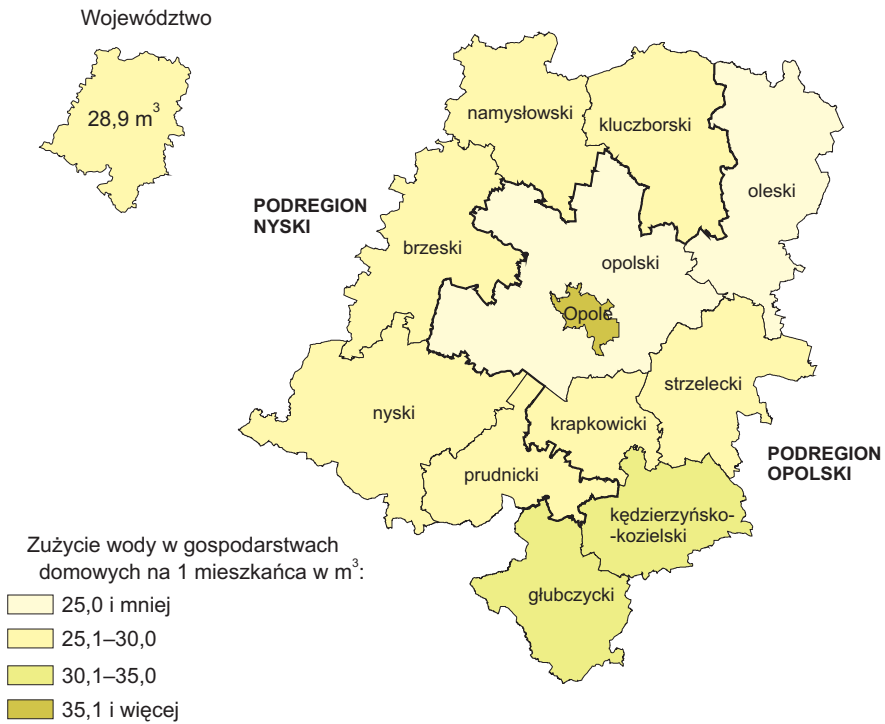 Województwo
28,9 m³
namysłowski
kluczborski
oleski
PODREGION
NYSKI
brzeski
opolski
Opole
strzelecki
nyski
krapkowicki
PODREGION
OPOLSKI
prudnicki
kędzierzyńsko-
-kozielski
głubczycki
Zużycie wody w gospodarstwach
domowych na 1 mieszkańca w m³:
25,0 i mniej
25,1–30,0
30,1–35,0
35,1 i więcej